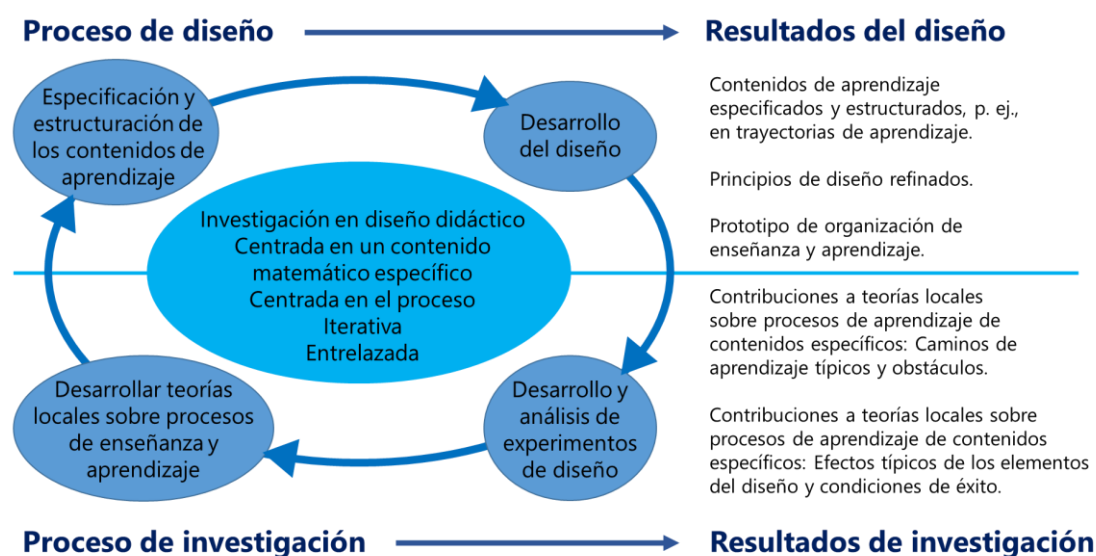 Proceso de diseño
Resultados del diseño
Especificación y
estructuración de
los contenidos de
aprendizaje
Desarrollo
del diseño
Investigación en diseño didáctico
Centrada en un contenido
matemático específico
Centrada en el proceso
Iterativa
Entrelazada
Desarrollar teorías
locales sobre procesos
de enseñanza y
aprendizaje
Desarrollo y
análisis de
experimentos
de diseño
Contenidos de aprendizaje
especificados y estructurados, p. ej.,
en trayectorias de aprendizaje.
Principios de diseño refinados.
Prototipo de organización de
enseñanza y aprendizaje.
Contribuciones a teorías locales
sobre procesos de aprendizaje de
contenidos específicos: Caminos de
aprendizaje típicos y obstáculos.
Contribuciones a teorías locales sobre
procesos de aprendizaje de contenidos
específicos: Efectos típicos de los elementos
del diseño y condiciones de éxito.
Proceso de investigación
Resultados de investigación